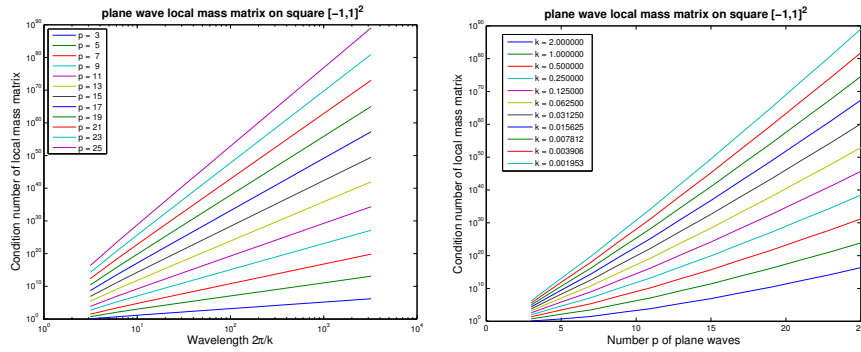 plane wave local mass matrix on square [−1,1]²
p = 3
p = 5
p = 7
p = 9
p = 11
p = 13
p = 15
p = 17
p = 19
p = 21
p = 23
p = 25
Condition number of local mass matrix
10⁹⁰
10⁸⁰
10⁷⁰
10⁶⁰
10⁵⁰
10⁴⁰
10³⁰
10²⁰
10¹⁰
10⁰
10⁰
10¹
10²
10³
10⁴
Wavelength 2π/k
plane wave local mass matrix on square [−1,1]²
k = 2.000000
k = 1.000000
k = 0.500000
k = 0.250000
k = 0.125000
k = 0.062500
k = 0.031250
k = 0.015625
k = 0.007812
k = 0.003906
k = 0.001953
Condition number of local mass matrix
10⁹⁰
10⁸⁰
10⁷⁰
10⁶⁰
10⁵⁰
10⁴⁰
10³⁰
10²⁰
10¹⁰
10⁰
0
5
10
15
20
25
Number p of plane waves